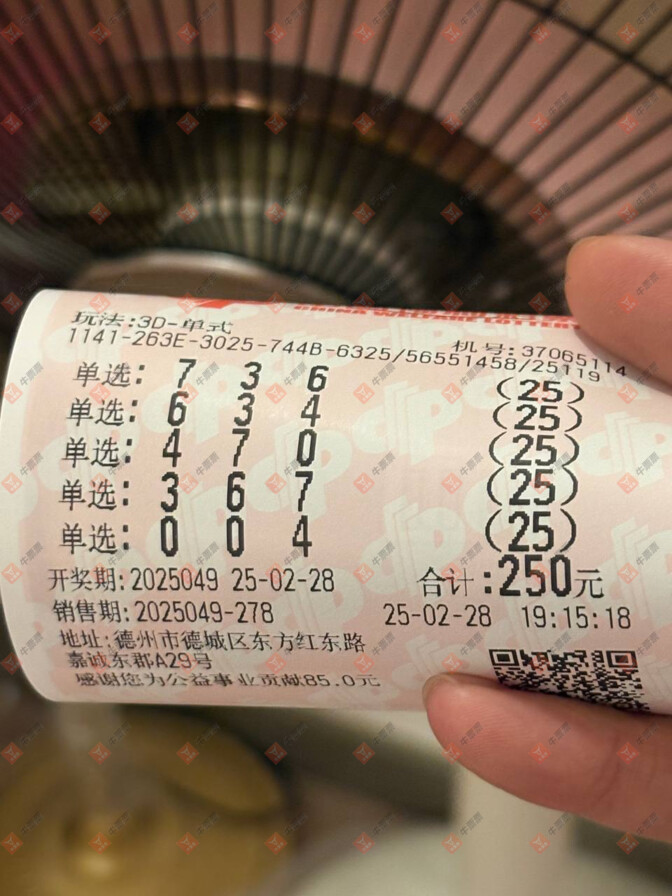 CHINA WELFARE LOTTERY
玩法:3D-单式
机号:37065114
1141-263E-3025-744B-6325/56551458/25119
单选: 7 3 6 (25)
单选: 6 3 4 (25)
单选: 4 7 0 (25)
单选: 3 6 7 (25)
单选: 0 0 4 (25)
开奖期:2025049 25-02-28 合计:250元
销售期:2025049-278 25-02-28 19:15:18
地址:德州市德城区东方红东路
嘉诚东郡A29号
感谢您为公益事业贡献85.0元